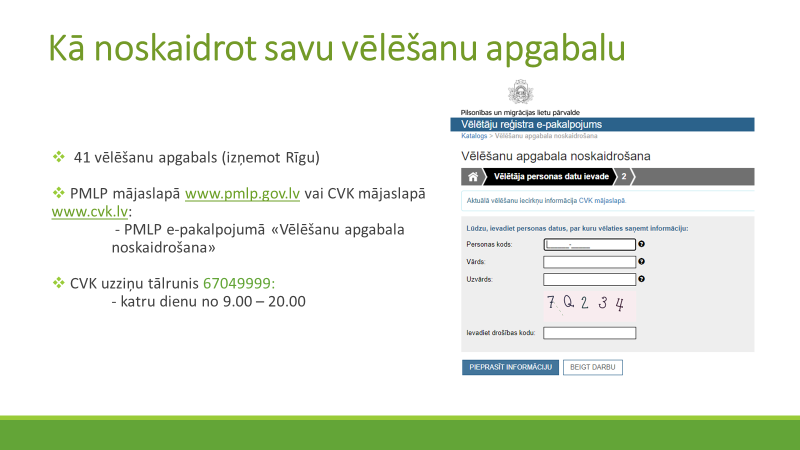 Kā noskaidrot savu vēlēšanu apgabalu
❖ 41 vēlēšanu apgabals (izņemot Rīgu)
❖ PMLP mājaslapā www.pmlp.gov.lv vai CVK mājaslapā
www.cvk.lv:
- PMLP e-pakalpojumā «Vēlēšanu apgabala
noskaidrošana»
❖ CVK uzziņu tālrunis 67049999:
- katru dienu no 9.00 – 20.00
Pilsonības un migrācijas lietu pārvalde
Vēlētāju reģistra e-pakalpojums
Katalogs > Vēlēšanu apgabala noskaidrošana
Vēlēšanu apgabala noskaidrošana
Vēlētāja personas datu ievade 2
Aktuālā vēlēšanu iecirkņu informācija CVK mājaslapā
Lūdzu, ievadiet personas datus, par kuru vēlaties saņemt informāciju:
Personas kods: ______-_____
Vārds:
Uzvārds:
7 Q 2 3 4
Ievadiet drošības kodu:
PIEPRASĪT INFORMĀCIJU BEIGT DARBU